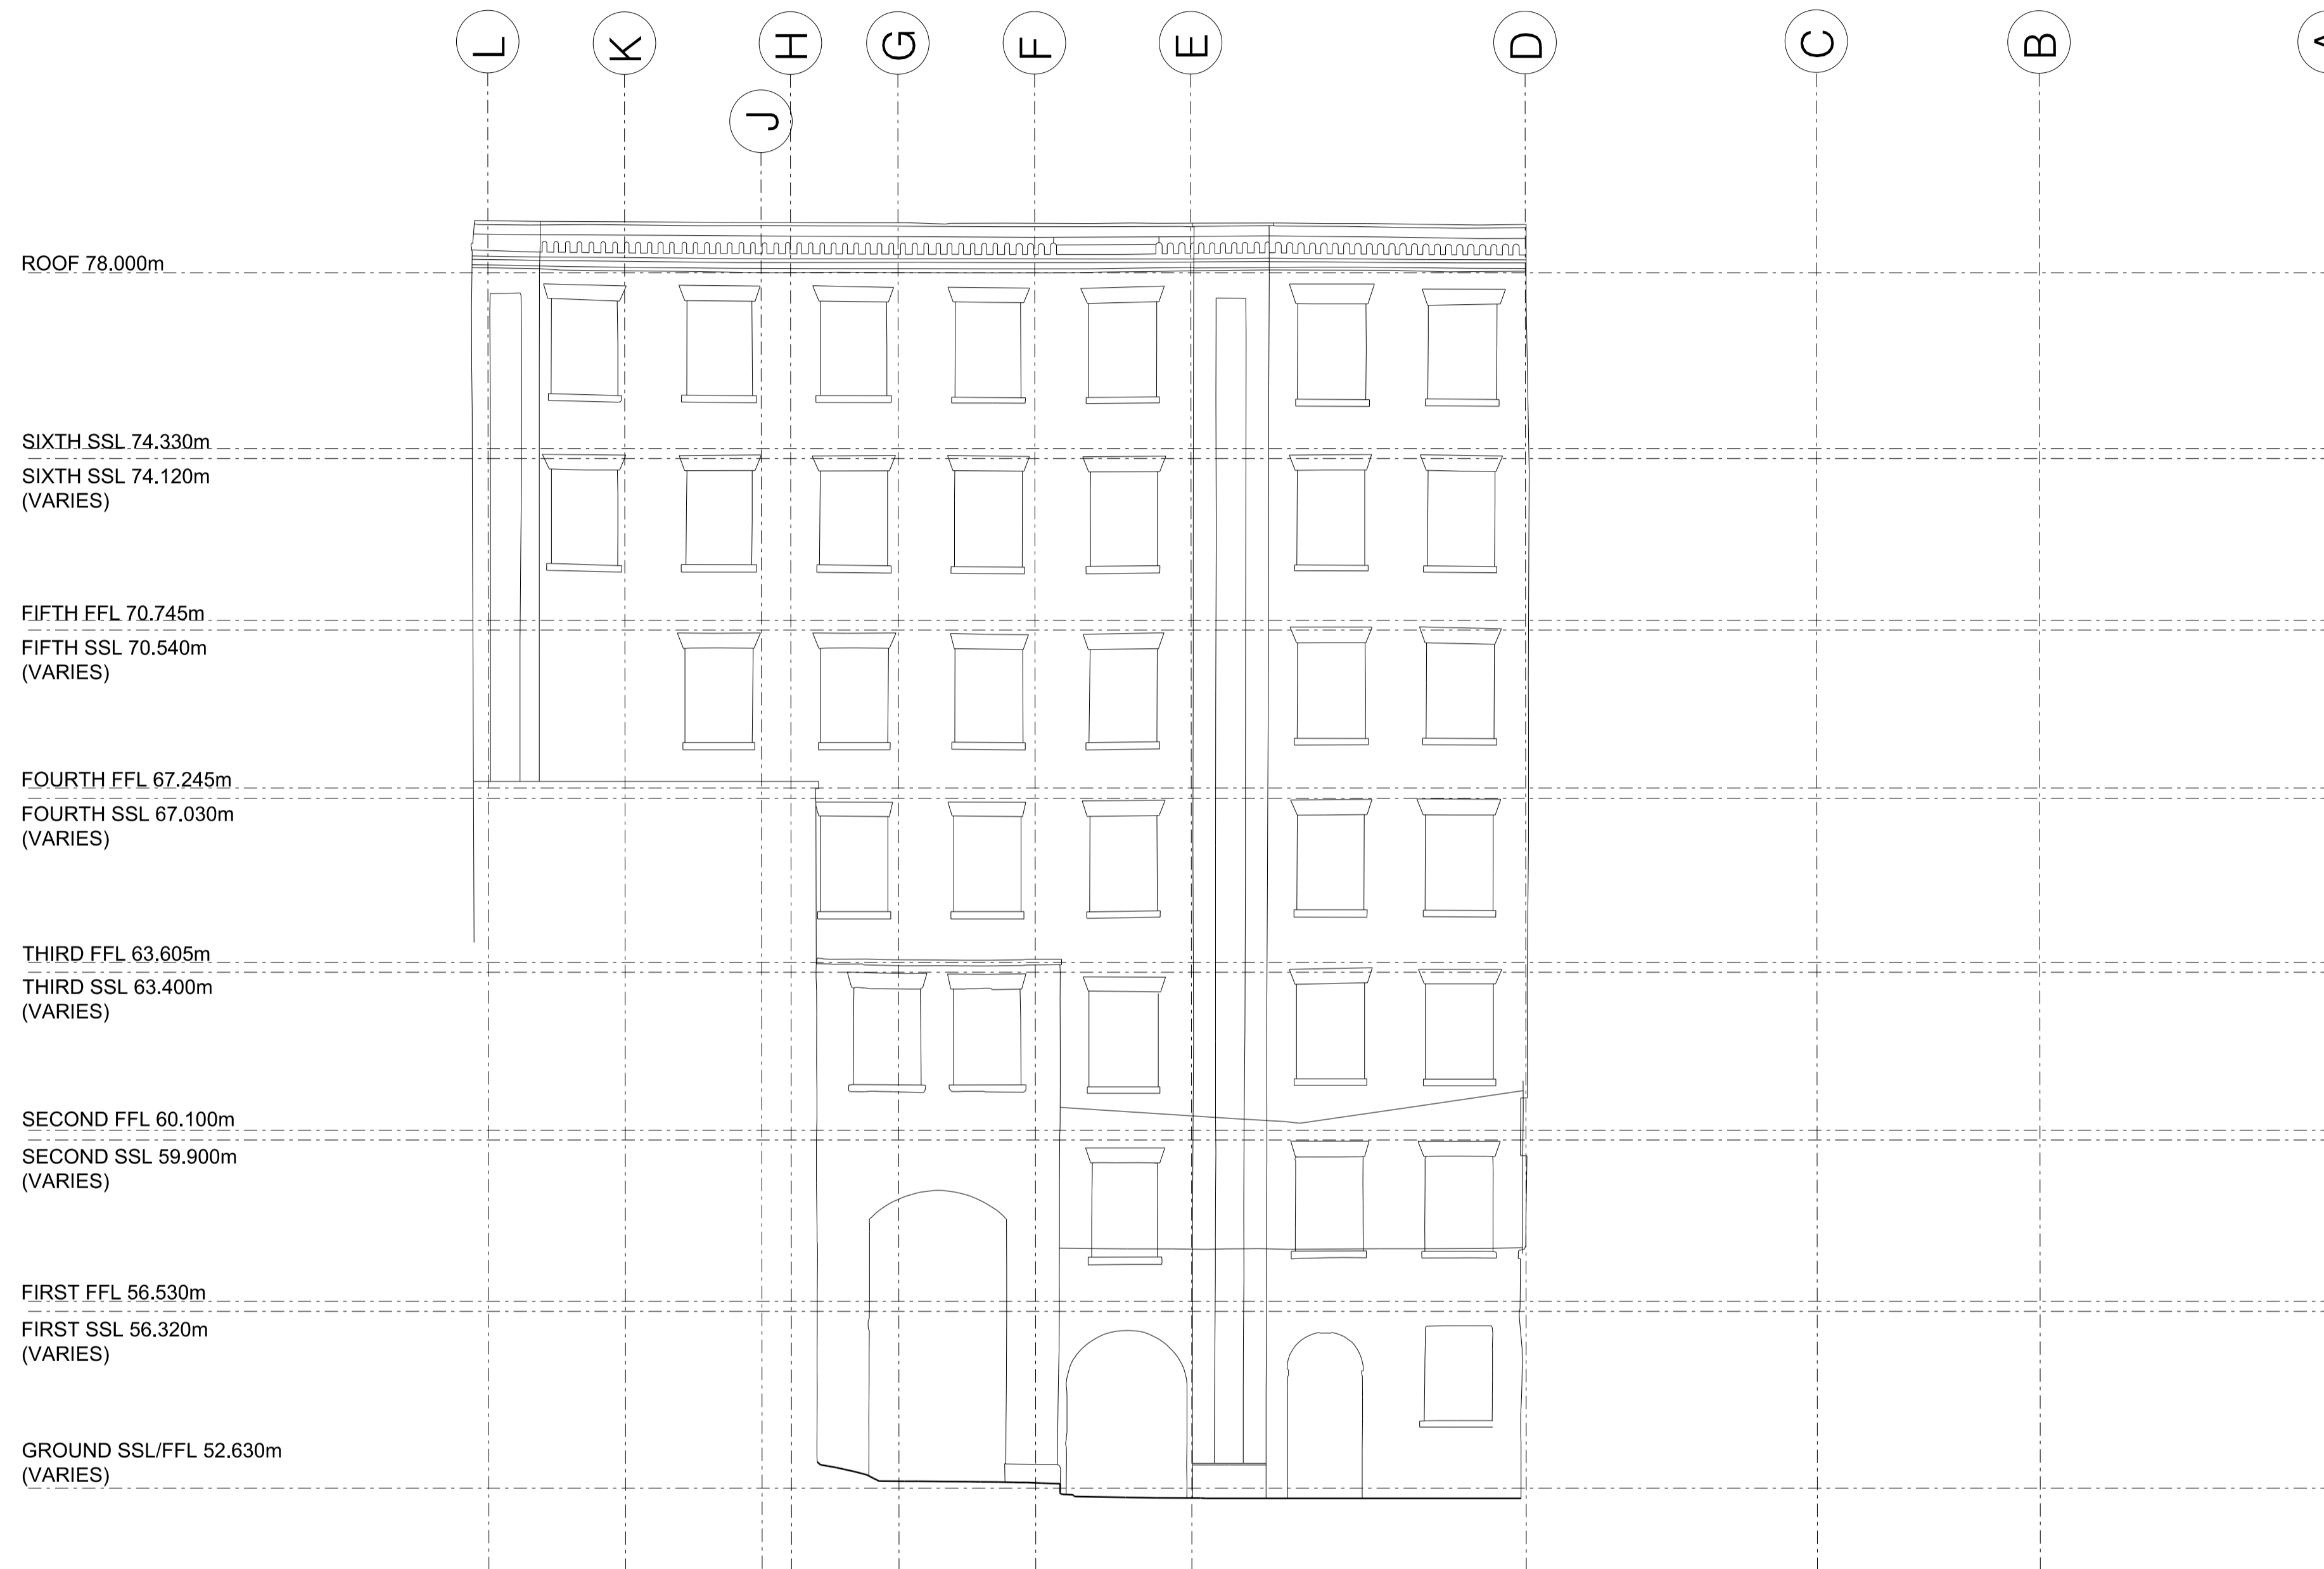 L
K
H
G
F
E
D
C
B
J
ROOF 78.000m
SIXTH SSL 74.330m
SIXTH SSL 74.120m
(VARIES)
FIFTH FFL 70.745m
FIFTH SSL 70.540m
(VARIES)
FOURTH FFL 67.245m
FOURTH SSL 67.030m
(VARIES)
THIRD FFL 63.605m
THIRD SSL 63.400m
(VARIES)
SECOND FFL 60.100m
SECOND SSL 59.900m
(VARIES)
FIRST FFL 56.530m
FIRST SSL 56.320m
(VARIES)
GROUND SSL/FFL 52.630m
(VARIES)